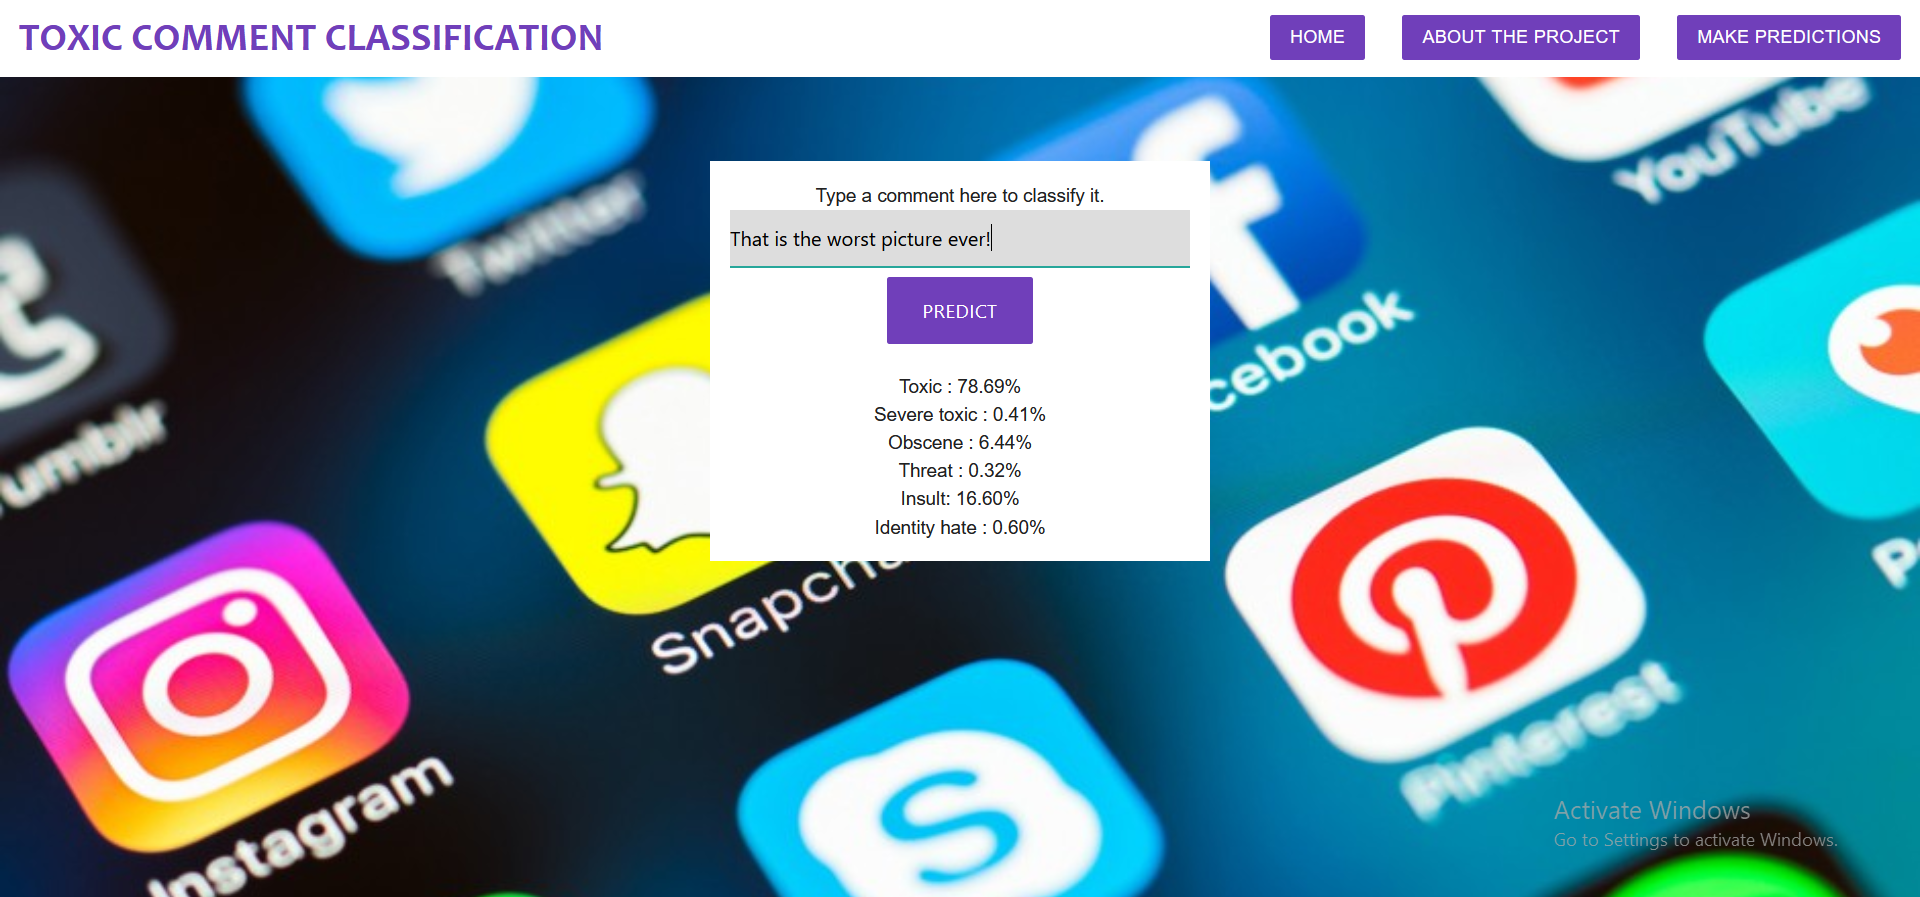 TOXIC COMMENT CLASSIFICATION
HOME
ABOUT THE PROJECT
MAKE PREDICTIONS
YouTube
Twitter
Type a comment here to classify it.
That is the worst picture ever!
PREDICT
cebook
Toxic : 78.69%
Severe toxic : 0.41%
Obscene : 6.44%
Threat : 0.32%
Insult: 16.60%
Identity hate : 0.60%
umblr
Snapcha
P
Pinterest
Instagram
Activate Windows
Go to Settings to activate Windows.